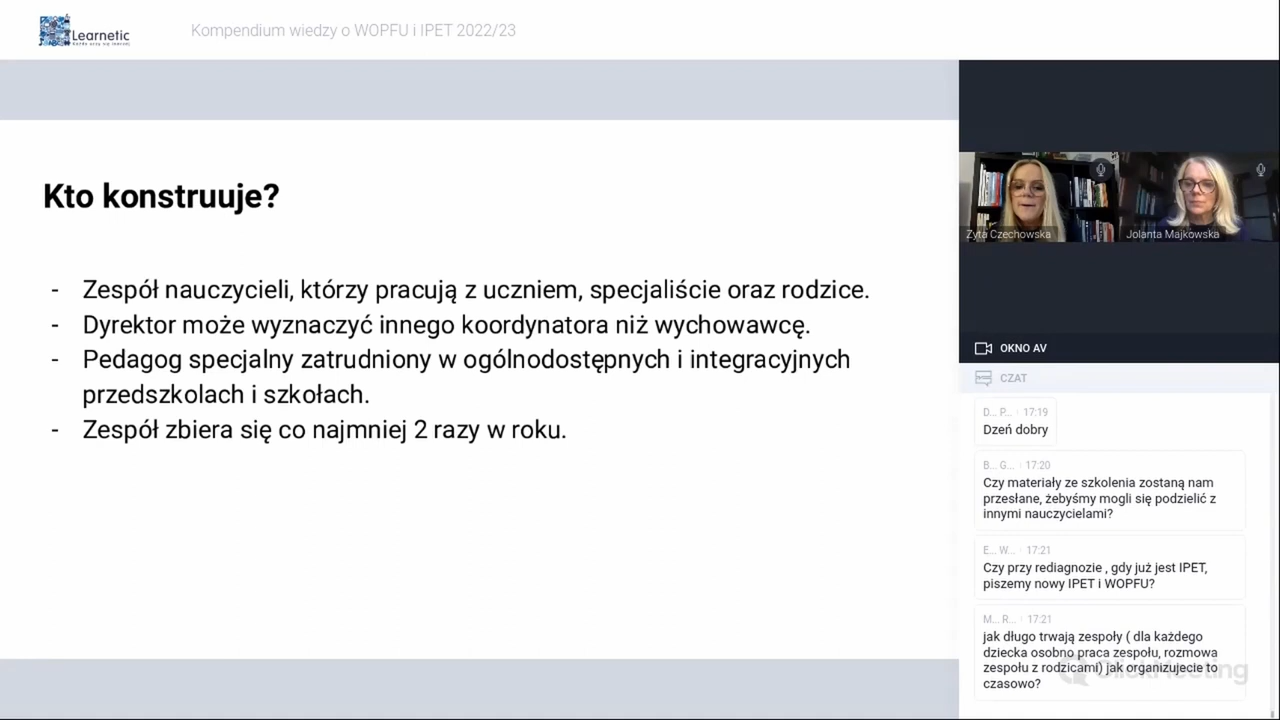 Learnetic
Kompendium wiedzy o WOPFU i IPET 2022/23
Kto konstruuje?
- Zespół nauczycieli, którzy pracują z uczniem, specjaliście oraz rodzice.
- Dyrektor może wyznaczyć innego koordynatora niż wychowawcę.
- Pedagog specjalny zatrudniony w ogólnodostępnych i integracyjnych
przedszkolach i szkołach.
- Zespół zbiera się co najmniej 2 razy w roku.
Zyta Czechowska
Jolanta Majkowska
OKNO AV
CZAT
D... P... 17:19
Dzeń dobry
B... G... 17:20
Czy materiały ze szkolenia zostaną nam
przesłane, żebyśmy mogli się podzielić z
innymi nauczycielami?
E... W... 17:21
Czy przy rediagnozie , gdy już jest IPET,
piszemy nowy IPET i WOPFU?
M... R... 17:21
jak długo trwają zespoły ( dla każdego
dziecka osobno praca zespołu, rozmowa
zespołu z rodzicami) jak organizujecie to
czasowo?
ClickMeeting